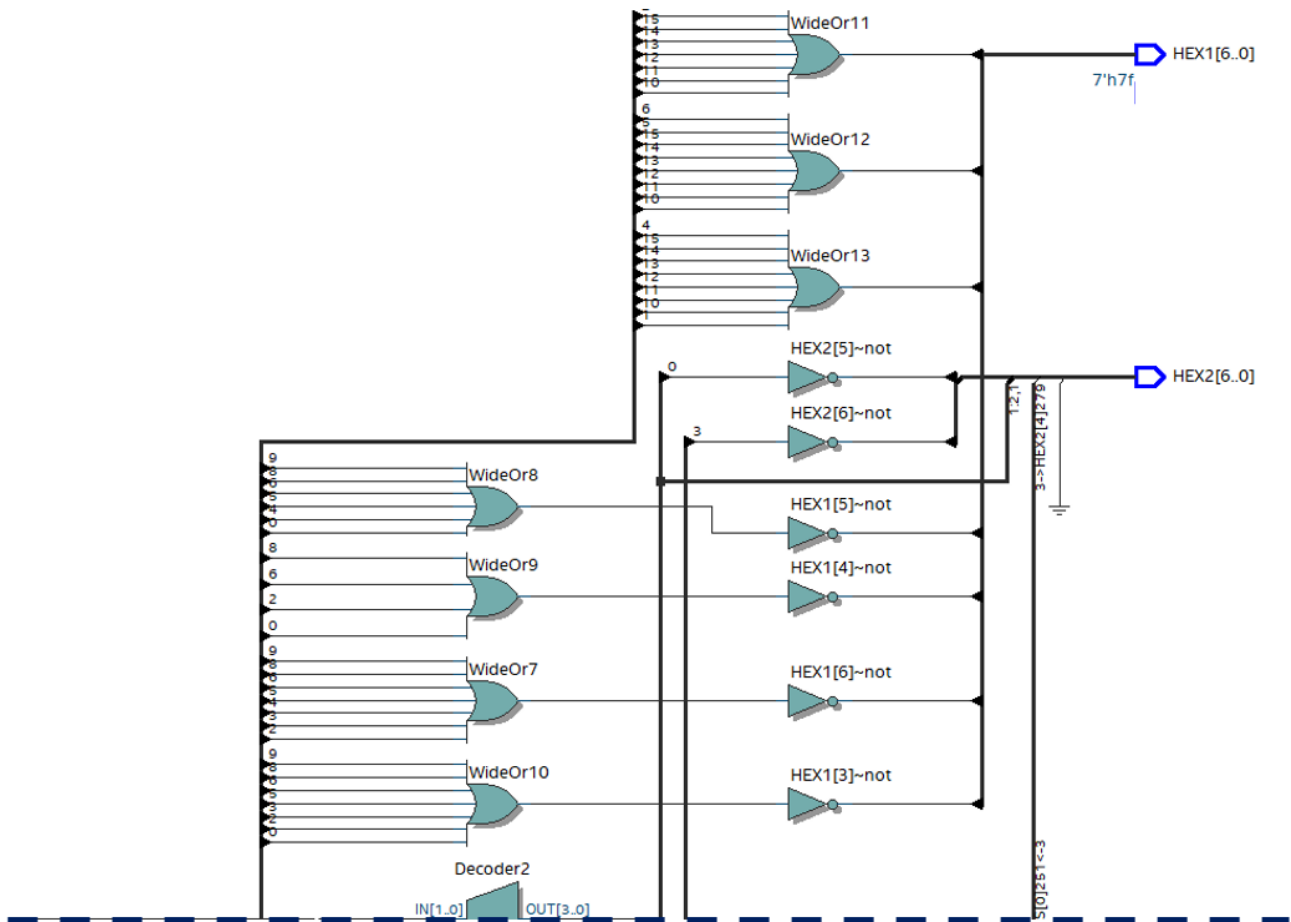 15
14
13
12
11
10
WideOr11
HEX1[6..0]
7'h7f
6
5
15
14
13
12
11
10
WideOr12
4
15
14
13
12
11
10
1
WideOr13
0
HEX2[5]~not
HEX2[6..0]
1:2,1
3->HEX2[4]279
3
HEX2[6]~not
9
8
6
5
4
0
WideOr8
HEX1[5]~not
8
6
2
0
WideOr9
HEX1[4]~not
9
8
6
5
4
3
2
WideOr7
HEX1[6]~not
9
8
6
5
3
2
0
WideOr10
HEX1[3]~not
Decoder2
IN[1..0]
OUT[3..0]
S[0]251<-3